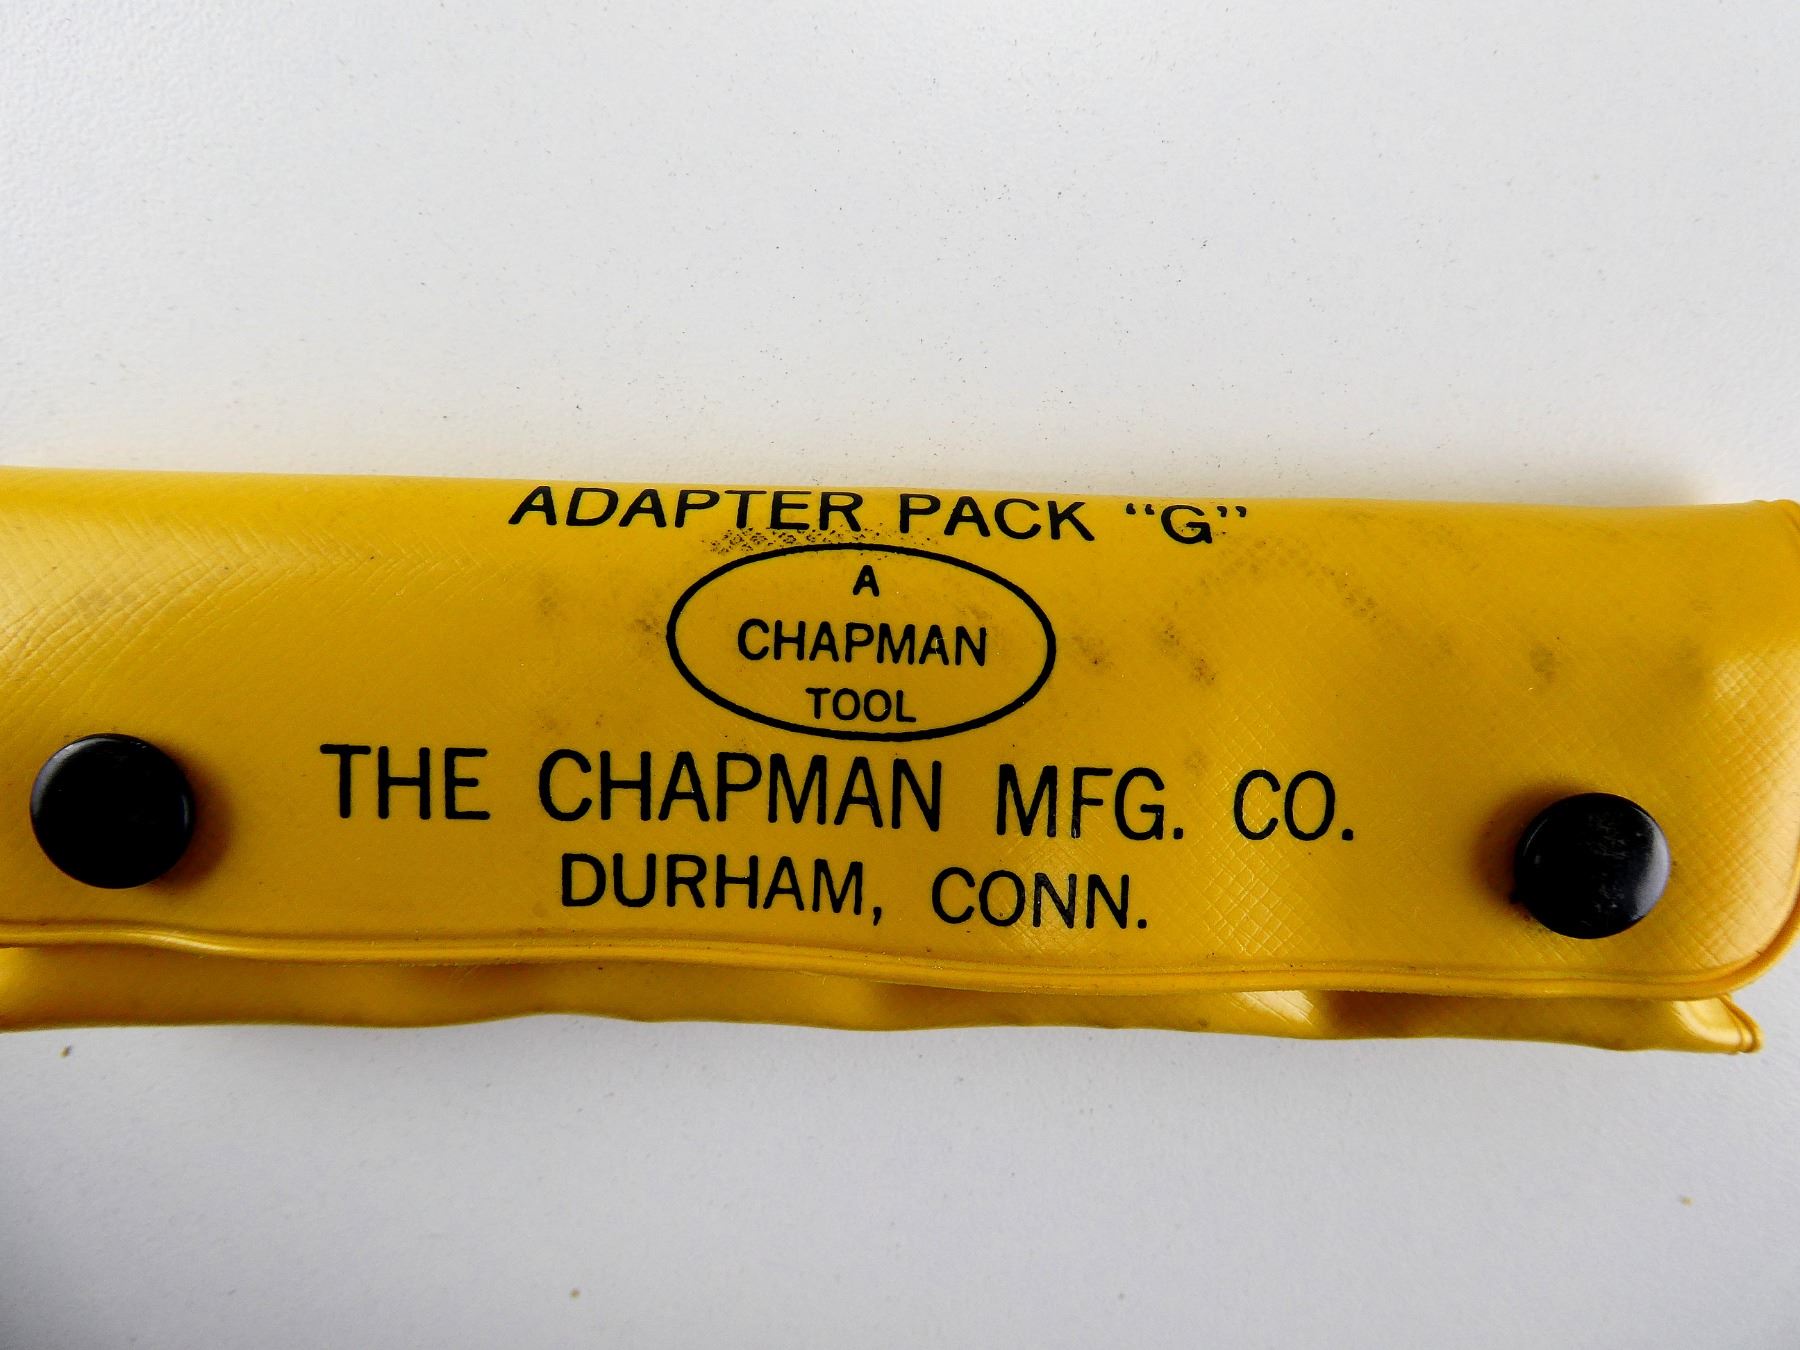 ADAPTER PACK “G”
A
CHAPMAN
TOOL
THE CHAPMAN MFG. CO.
DURHAM, CONN.